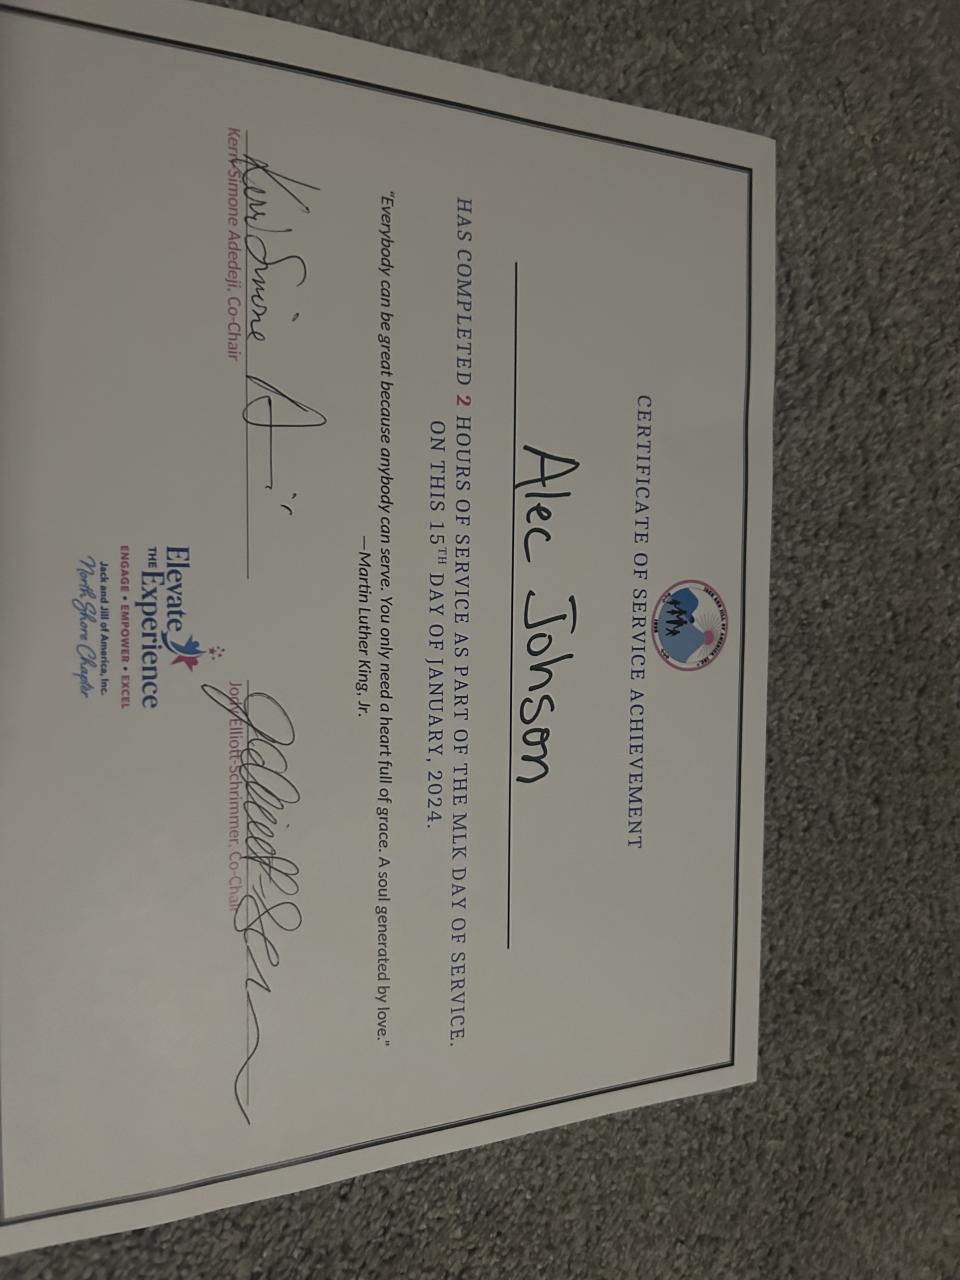 CERTIFICATE OF SERVICE ACHIEVEMENT
Alec Johnson
HAS COMPLETED 2 HOURS OF SERVICE AS PART OF THE MLK DAY OF SERVICE.
ON THIS 15TH DAY OF JANUARY, 2024.
"Everybody can be great because anybody can serve. You only need a heart full of grace. A soul generated by love."
—Martin Luther King, Jr.
Kerri Simone Adedeji, Co-Chair
Jody Elliott-Schrimmer, Co-Chair
Elevate
THE Experience
ENGAGE • EMPOWER • EXCEL
Jack and Jill of America, Inc.
North Shore Chapter